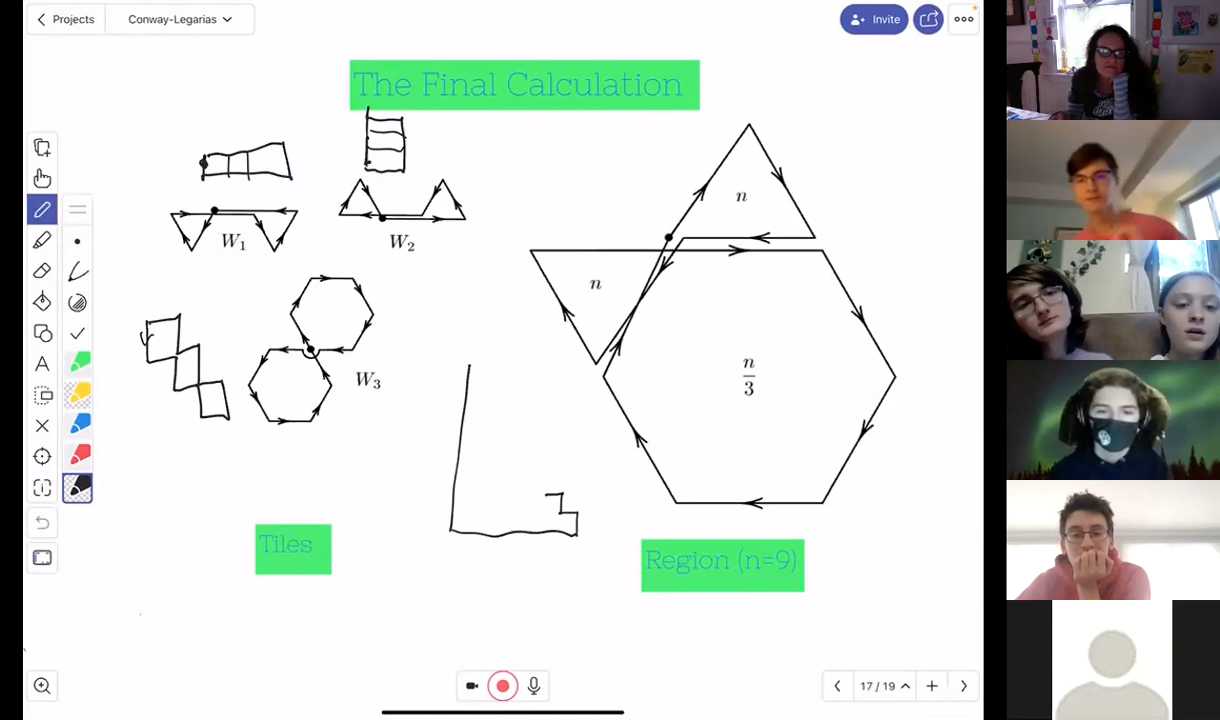 Projects
Conway-Legarias
Invite
The Final Calculation
W1
W2
W3
n
n
n
3
Tiles
Region (n=9)
A
17 / 19